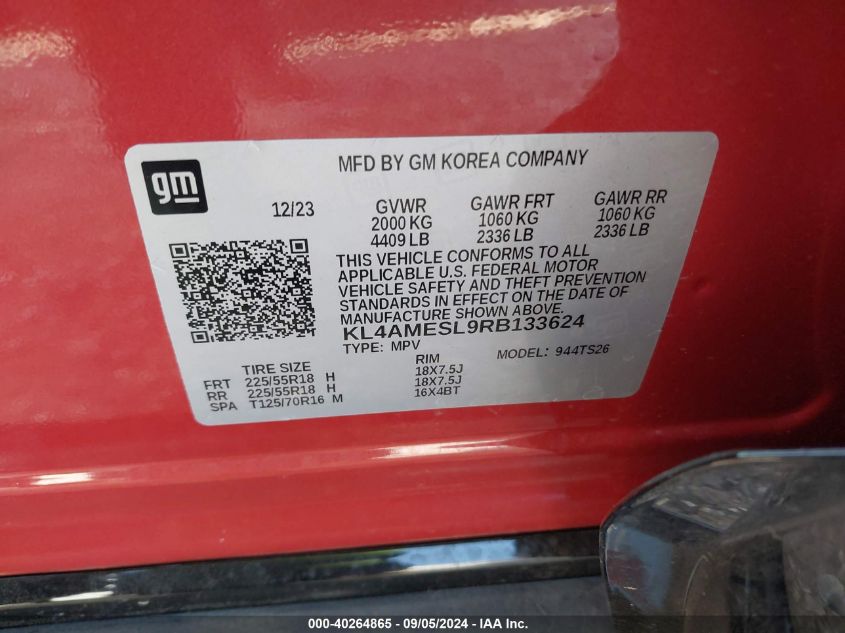 gm
MFD BY GM KOREA COMPANY
12/23
GVWR GAWR FRT GAWR RR
2000 KG 1060 KG 1060 KG
4409 LB 2336 LB 2336 LB
THIS VEHICLE CONFORMS TO ALL
APPLICABLE U.S. FEDERAL MOTOR
VEHICLE SAFETY AND THEFT PREVENTION
STANDARDS IN EFFECT ON THE DATE OF
MANUFACTURE SHOWN ABOVE.
KL4AMESL9RB133624
TYPE: MPV MODEL: 944TS26
TIRE SIZE RIM
FRT 225/55R18 H 18X7.5J
RR 225/55R18 H 18X7.5J
SPA T125/70R16 M 16X4BT
000-40264865 - 09/05/2024 - IAA Inc.